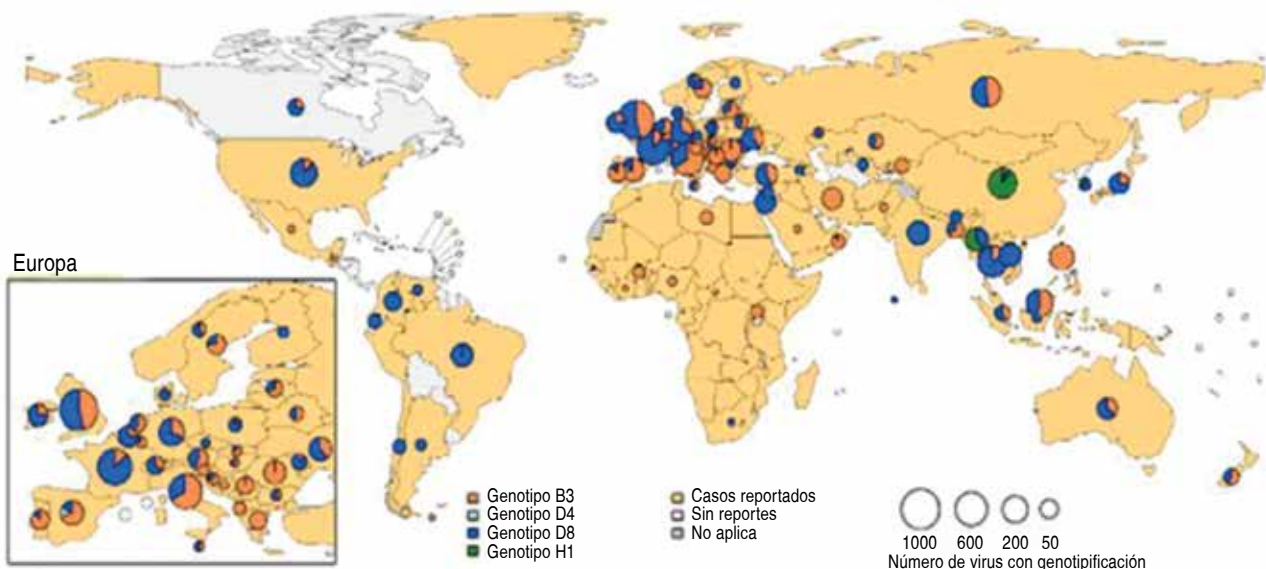 Europa
Genotipo B3
Genotipo D4
Genotipo D8
Genotipo H1
Casos reportados
Sin reportes
No aplica
1000 600 200 50
Número de virus con genotipificación